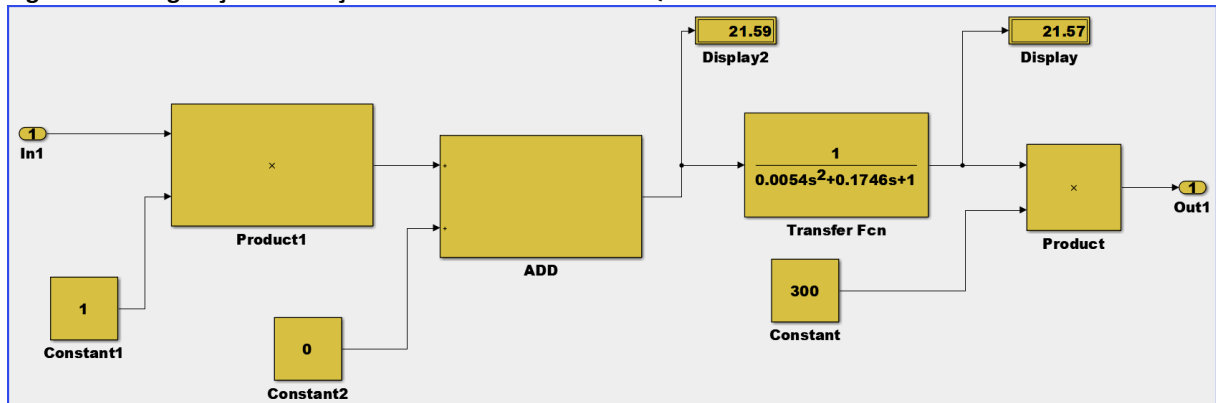 21.59
Display2
21.57
Display
1
In1
×
Product1
1
Constant1
+
+
ADD
0
Constant2
1
0.0054s²+0.1746s+1
Transfer Fcn
300
Constant
×
Product
1
Out1